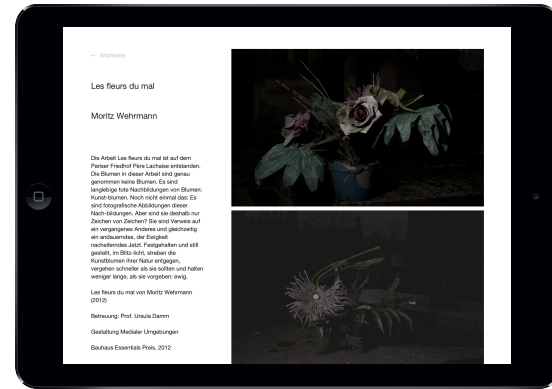 ← Startseite
Les fleurs du mal
Moritz Wehrmann
Die Arbeit Les fleurs du mal ist auf dem
Pariser Friedhof Père Lachaise entstanden.
Die Blumen in dieser Arbeit sind genau
genommen keine Blumen. Es sind
langlebige tote Nachbildungen von Blumen:
Kunst-blumen. Noch nicht einmal das: Es
sind fotografische Abbildungen dieser
Nach-bildungen. Aber sind sie deshalb nur
Zeichen von Zeichen? Sie sind Verweis auf
ein vergangenes Anderes und gleichzeitig
ein andauerndes, der Ewigkeit
nacheiferndes Jetzt. Festgehalten und still
gestellt, im Blitz-licht, streben die
Kunstblumen ihrer Natur entgegen,
vergehen schneller als sie sollten und halten
weniger lange, als sie vorgeben: ewig.
Les fleurs du mal von Moritz Wehrmann
(2012)
Betreuung: Prof. Ursula Damm
Gestaltung Medialer Umgebungen
Bauhaus Essentials Preis, 2012